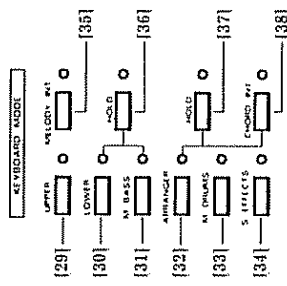 KEYBOARD MODE
[29] UPPER
[30] LOWER
[31] M BASS
[32] ARRANGER
[33] M DRUMS
[34] S EFFECTS
MELODY INT [35]
HOLD [36]
HOLD [37]
CHORD INT [38]